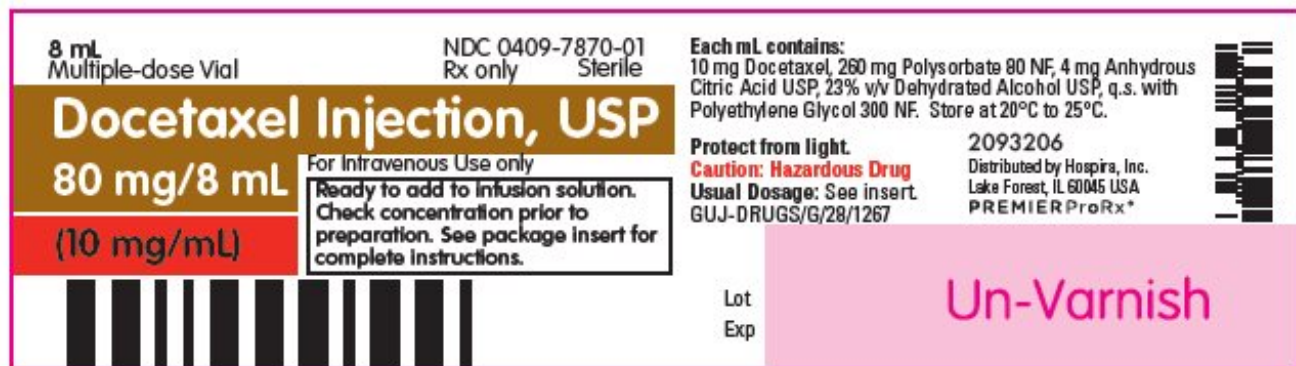 8 mL
Multiple-dose Vial
NDC 0409-7870-01
Rx only Sterile
Docetaxel Injection, USP
80 mg/8 mL
(10 mg/mL)
For Intravenous Use only
Ready to add to infusion solution.
Check concentration prior to
preparation. See package insert for
complete instructions.
Each mL contains:
10 mg Docetaxel, 260 mg Polysorbate 80 NF, 4 mg Anhydrous
Citric Acid USP, 23% v/v Dehydrated Alcohol USP, q.s. with
Polyethylene Glycol 300 NF. Store at 20°C to 25°C.
Protect from light.
Caution: Hazardous Drug
Usual Dosage: See insert.
GUJ-DRUGS/G/28/1267
2093206
Distributed by Hospira, Inc.
Lake Forest, IL 60045 USA
PREMIERProRx®
Lot
Exp
Un-Varnish